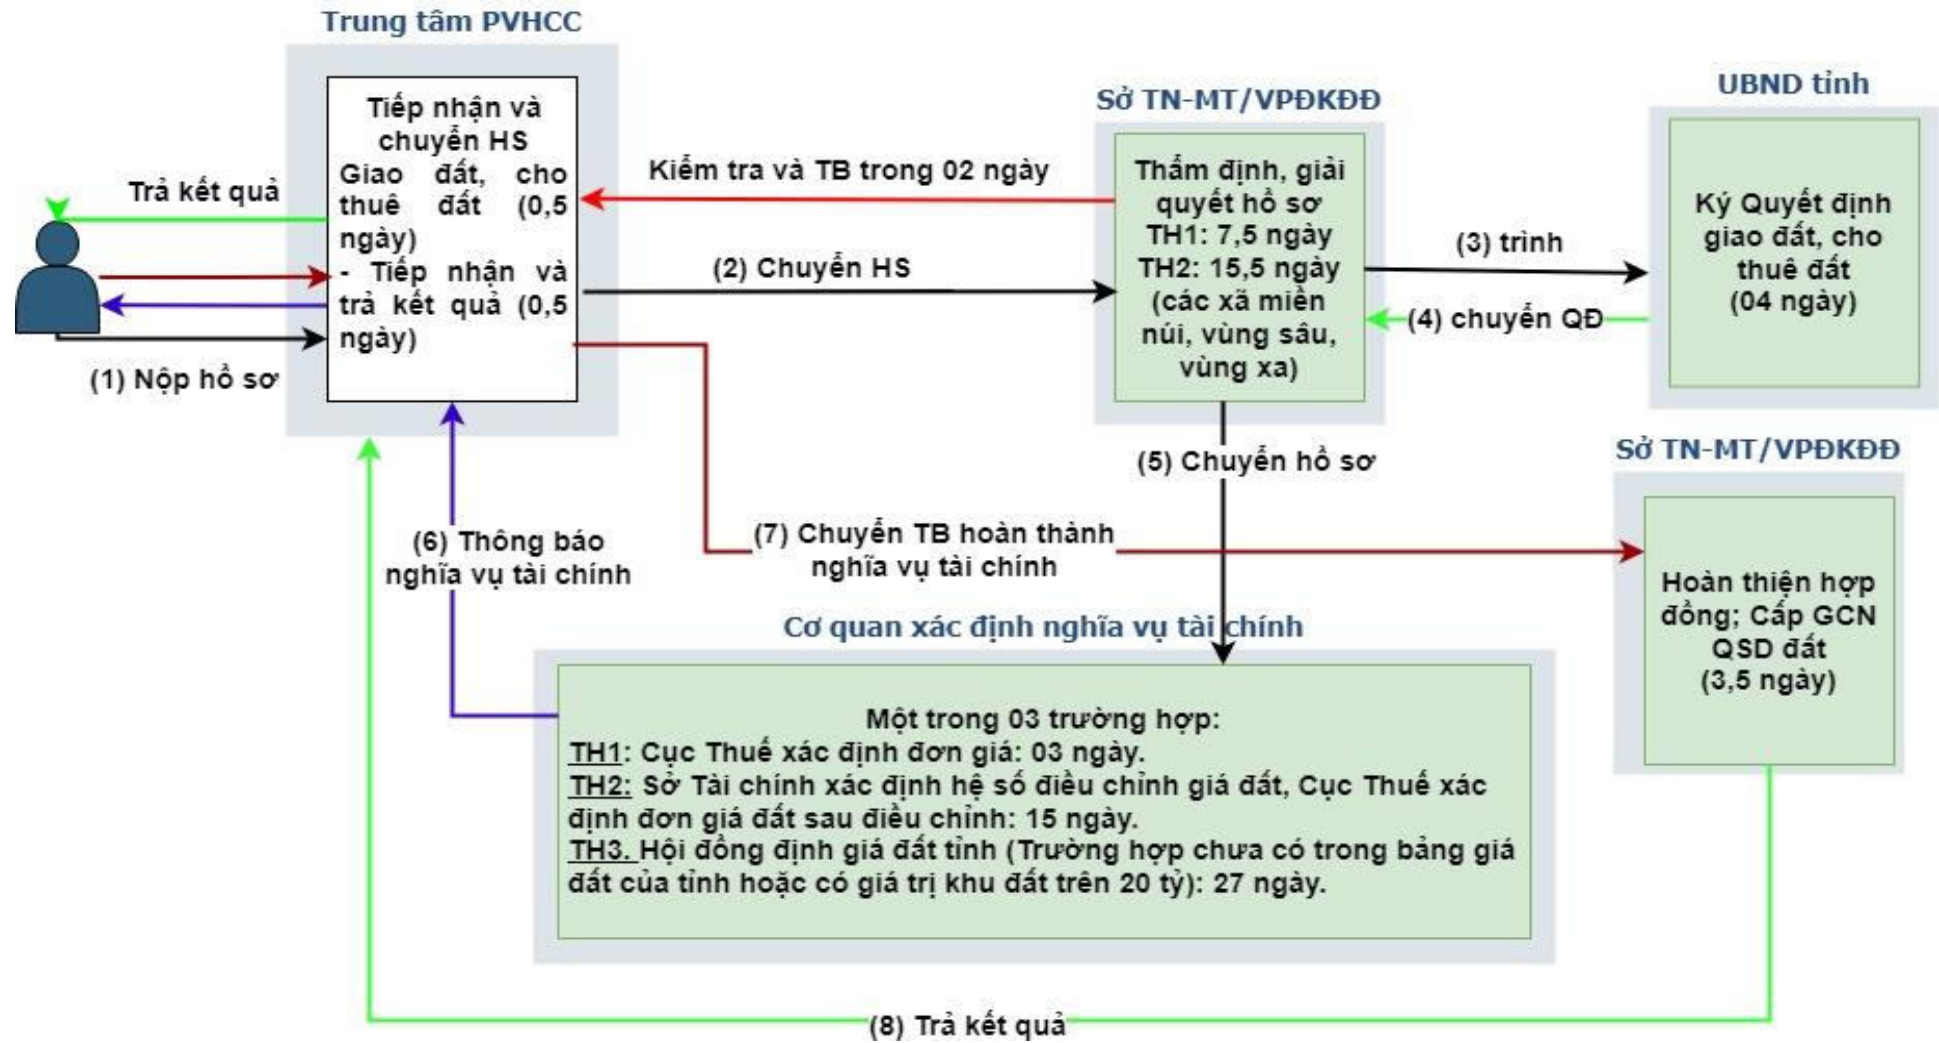 Trung tâm PVHCC
Tiếp nhận và
chuyển HS
Giao đất, cho
thuê đất (0,5
ngày)
- Tiếp nhận và
trả kết quả (0,5
ngày)
Trả kết quả
(1) Nộp hồ sơ
Kiểm tra và TB trong 02 ngày
(2) Chuyển HS
Sở TN-MT/VPĐKĐĐ
Thẩm định, giải
quyết hồ sơ
TH1: 7,5 ngày
TH2: 15,5 ngày
(các xã miền
núi, vùng sâu,
vùng xa)
(3) trình
(4) chuyển QĐ
UBND tỉnh
Ký Quyết định
giao đất, cho
thuê đất
(04 ngày)
(5) Chuyển hồ sơ
(6) Thông báo
nghĩa vụ tài chính
(7) Chuyển TB hoàn thành
nghĩa vụ tài chính
Sở TN-MT/VPĐKĐĐ
Hoàn thiện hợp
đồng; Cấp GCN
QSD đất
(3,5 ngày)
Cơ quan xác định nghĩa vụ tài chính
Một trong 03 trường hợp:
TH1: Cục Thuế xác định đơn giá: 03 ngày.
TH2: Sở Tài chính xác định hệ số điều chỉnh giá đất, Cục Thuế xác
định đơn giá đất sau điều chỉnh: 15 ngày.
TH3. Hội đồng định giá đất tỉnh (Trường hợp chưa có trong bảng giá
đất của tỉnh hoặc có giá trị khu đất trên 20 tỷ): 27 ngày.
(8) Trả kết quả